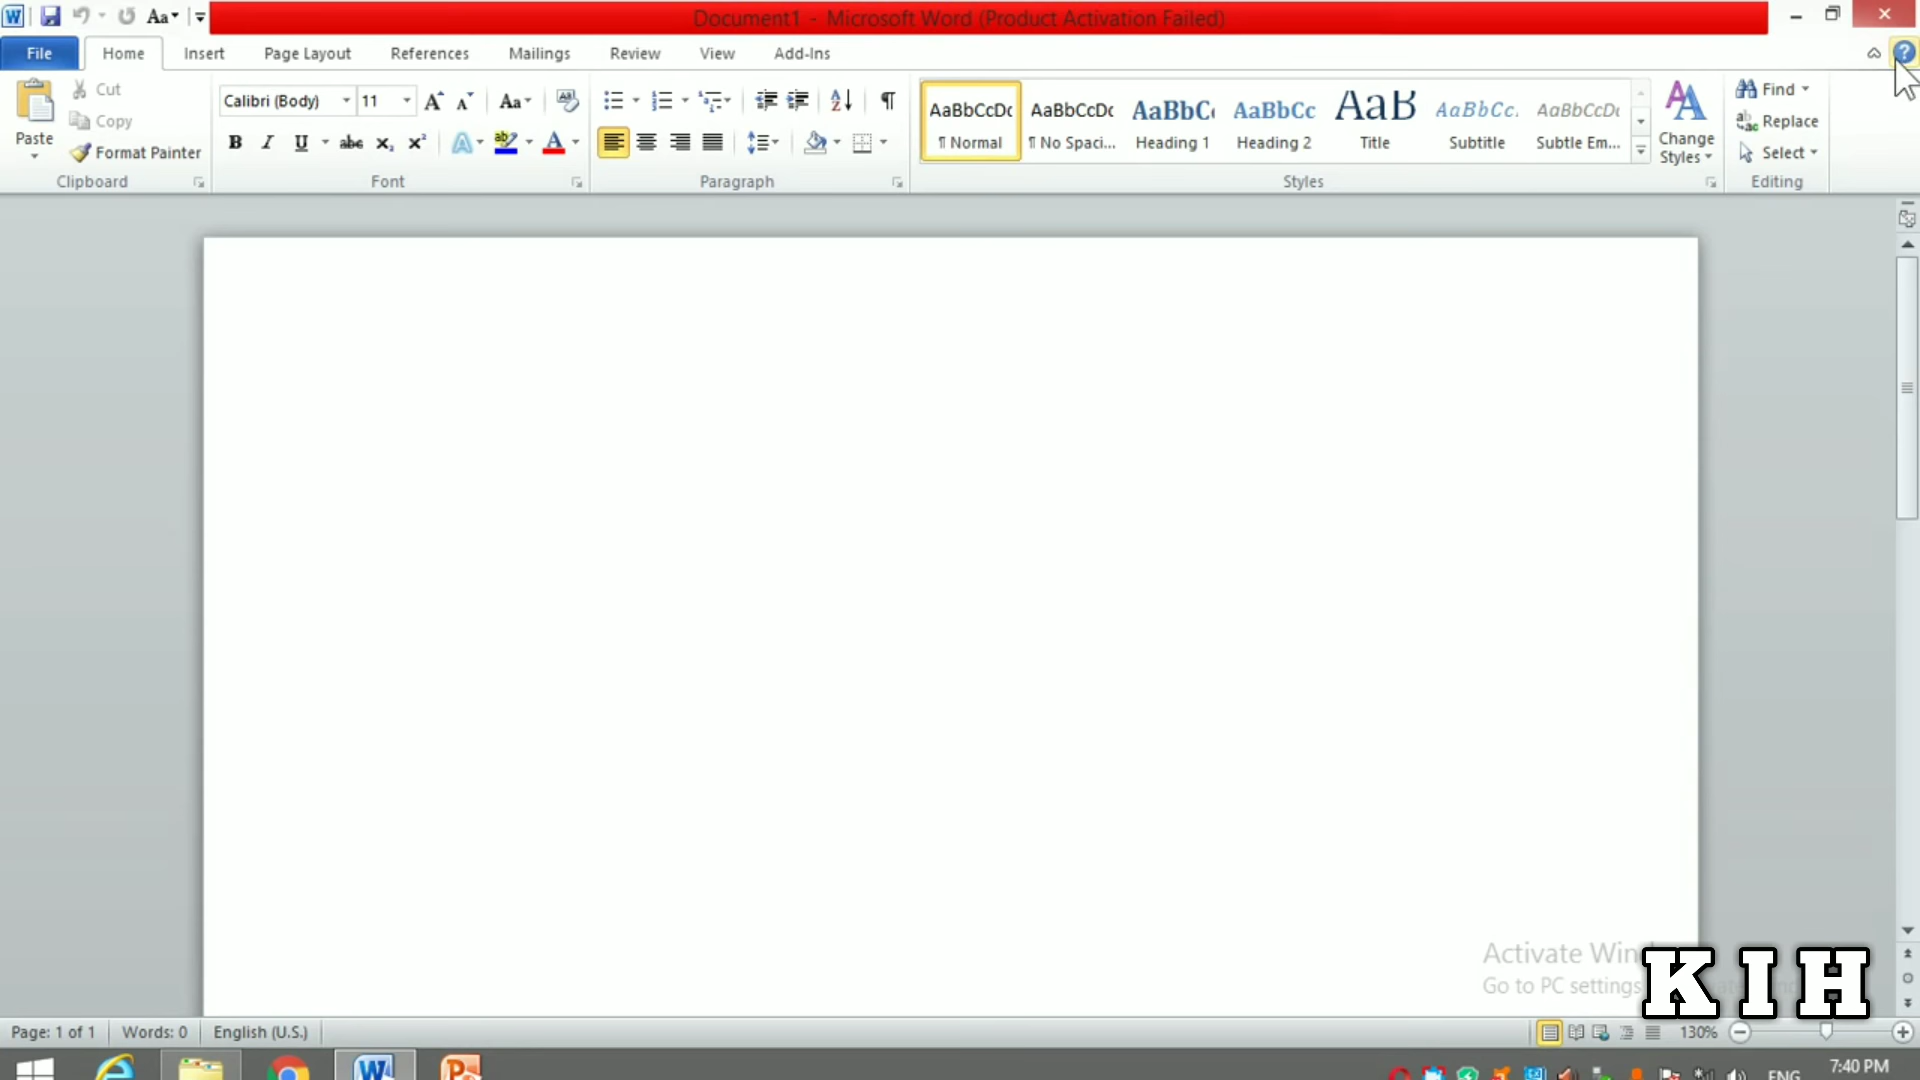 Document1 - Microsoft Word (Product Activation Failed)
File Home Insert Page Layout References Mailings Review View Add-Ins
Paste
Cut
Copy
Format Painter
Clipboard
Calibri (Body) 11
Font
Paragraph
AaBbCcDc AaBbCcDc AaBbC AaBbCc AaB AaBbCc. AaBbCcDc
¶ Normal ¶ No Spaci... Heading 1 Heading 2 Title Subtitle Subtle Em...
Change
Styles
Styles
Find
Replace
Select
Editing
Activate
Go to PC settings
K I H
Page: 1 of 1 Words: 0 English (U.S.) 130%
ENG 7:40 PM